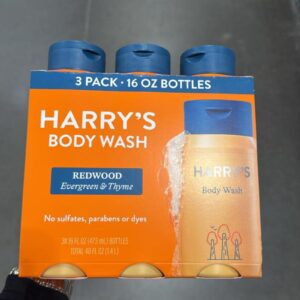 3 PACK · 16 OZ BOTTLES
HARRY'S
BODY WASH
REDWOOD
Evergreen & Thyme
No sulfates, parabens or dyes
HARRY'S
Body Wash